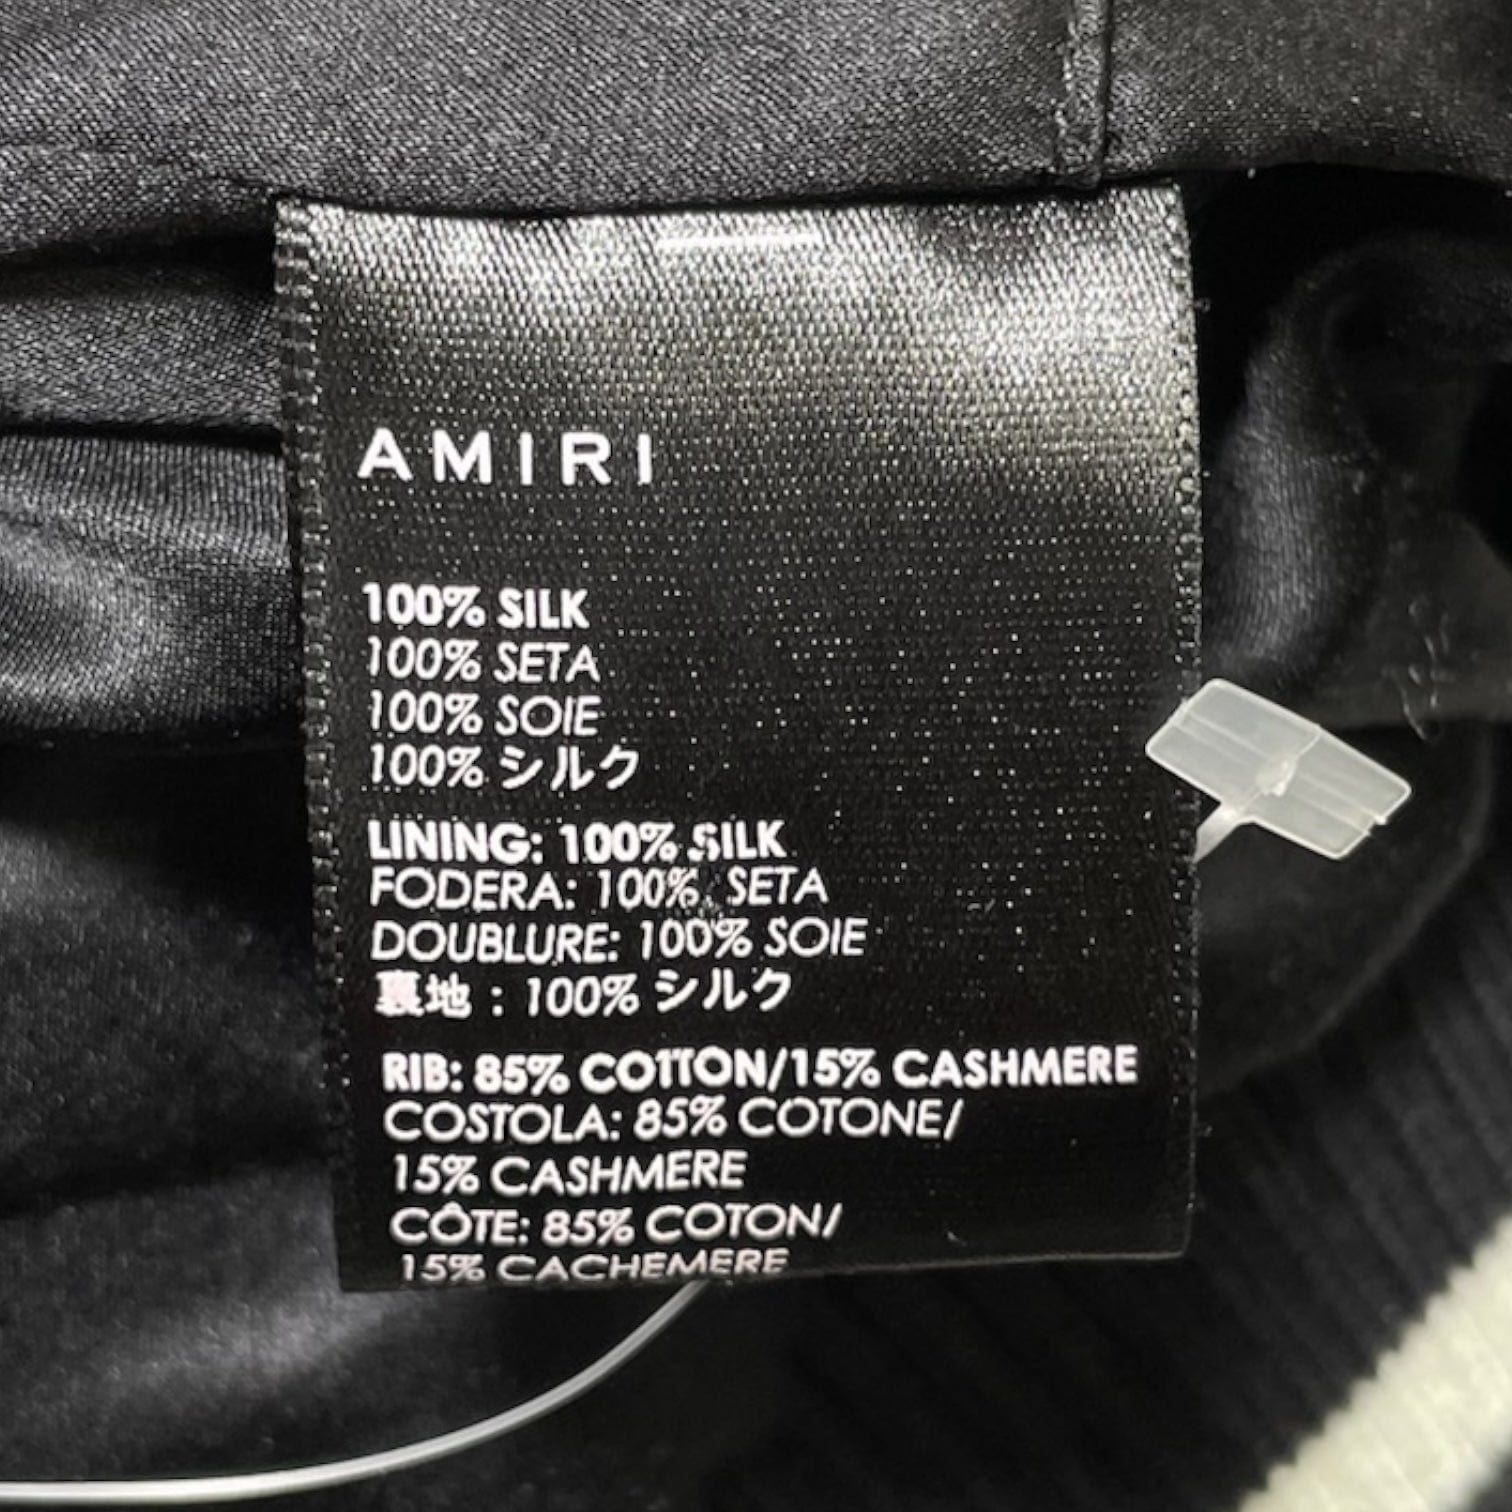 AMIRI
100% SILK
100% SETA
100% SOIE
100% シルク
LINING: 100% SILK
FODERA: 100% SETA
DOUBLURE: 100% SOIE
裏地 : 100% シルク
RIB: 85% COTTON/15% CASHMERE
COSTOLA: 85% COTONE/
15% CASHMERE
CÔTE: 85% COTON/
15% CACHEMERE